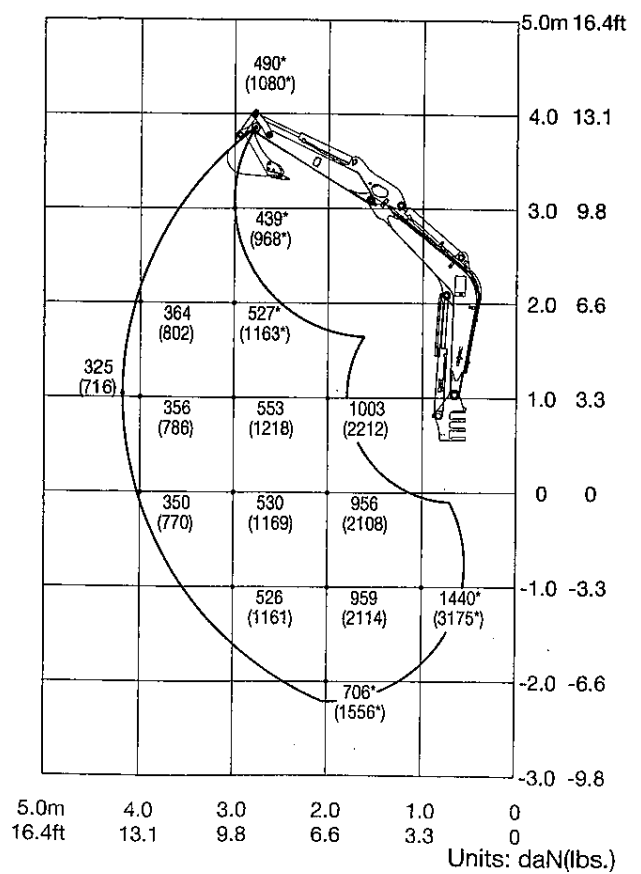 5.0m 16.4ft
490*
(1080*)
4.0 13.1
439*
(968*)
3.0 9.8
364 527*
(802) (1163*)
2.0 6.6
325
(716)
356 553 1003
(786) (1218) (2212)
1.0 3.3
350 530 956
(770) (1169) (2108)
0 0
526 959 1440*
(1161) (2114) (3175*)
-1.0 -3.3
706*
(1556*)
-2.0 -6.6
-3.0 -9.8
5.0m 4.0 3.0 2.0 1.0 0
16.4ft 13.1 9.8 6.6 3.3 0
Units: daN(lbs.)